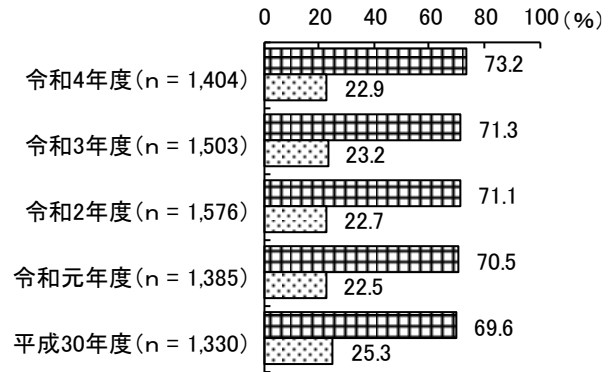 0 20 40 60 80 100(%)
令和4年度(n = 1,404) 73.2
22.9
令和3年度(n = 1,503) 71.3
23.2
令和2年度(n = 1,576) 71.1
22.7
令和元年度(n = 1,385) 70.5
22.5
平成30年度(n = 1,330) 69.6
25.3